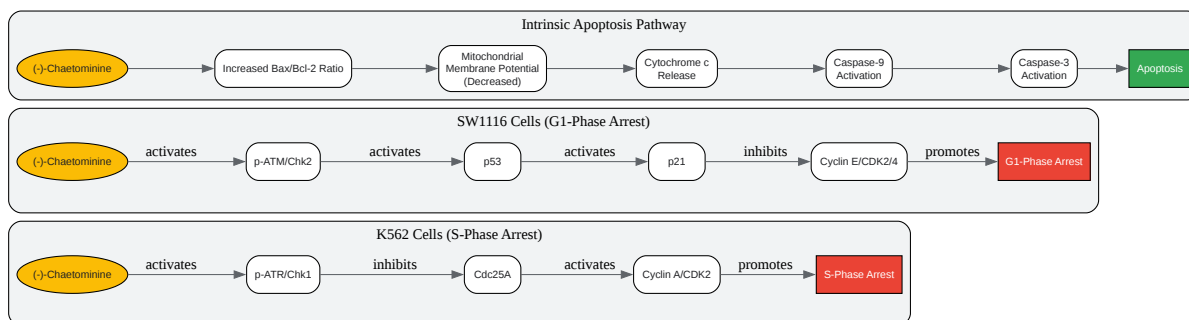 Intrinsic Apoptosis Pathway
(-)-Chaetominine
Increased Bax/Bcl-2 Ratio
Mitochondrial
Membrane Potential
(Decreased)
Cytochrome c
Release
Caspase-9
Activation
Caspase-3
Activation
Apoptosis
SW1116 Cells (G1-Phase Arrest)
(-)-Chaetominine
activates
p-ATM/Chk2
activates
p53
activates
p21
inhibits
Cyclin E/CDK2/4
promotes
G1-Phase Arrest
K562 Cells (S-Phase Arrest)
(-)-Chaetominine
activates
p-ATR/Chk1
inhibits
Cdc25A
activates
Cyclin A/CDK2
promotes
S-Phase Arrest